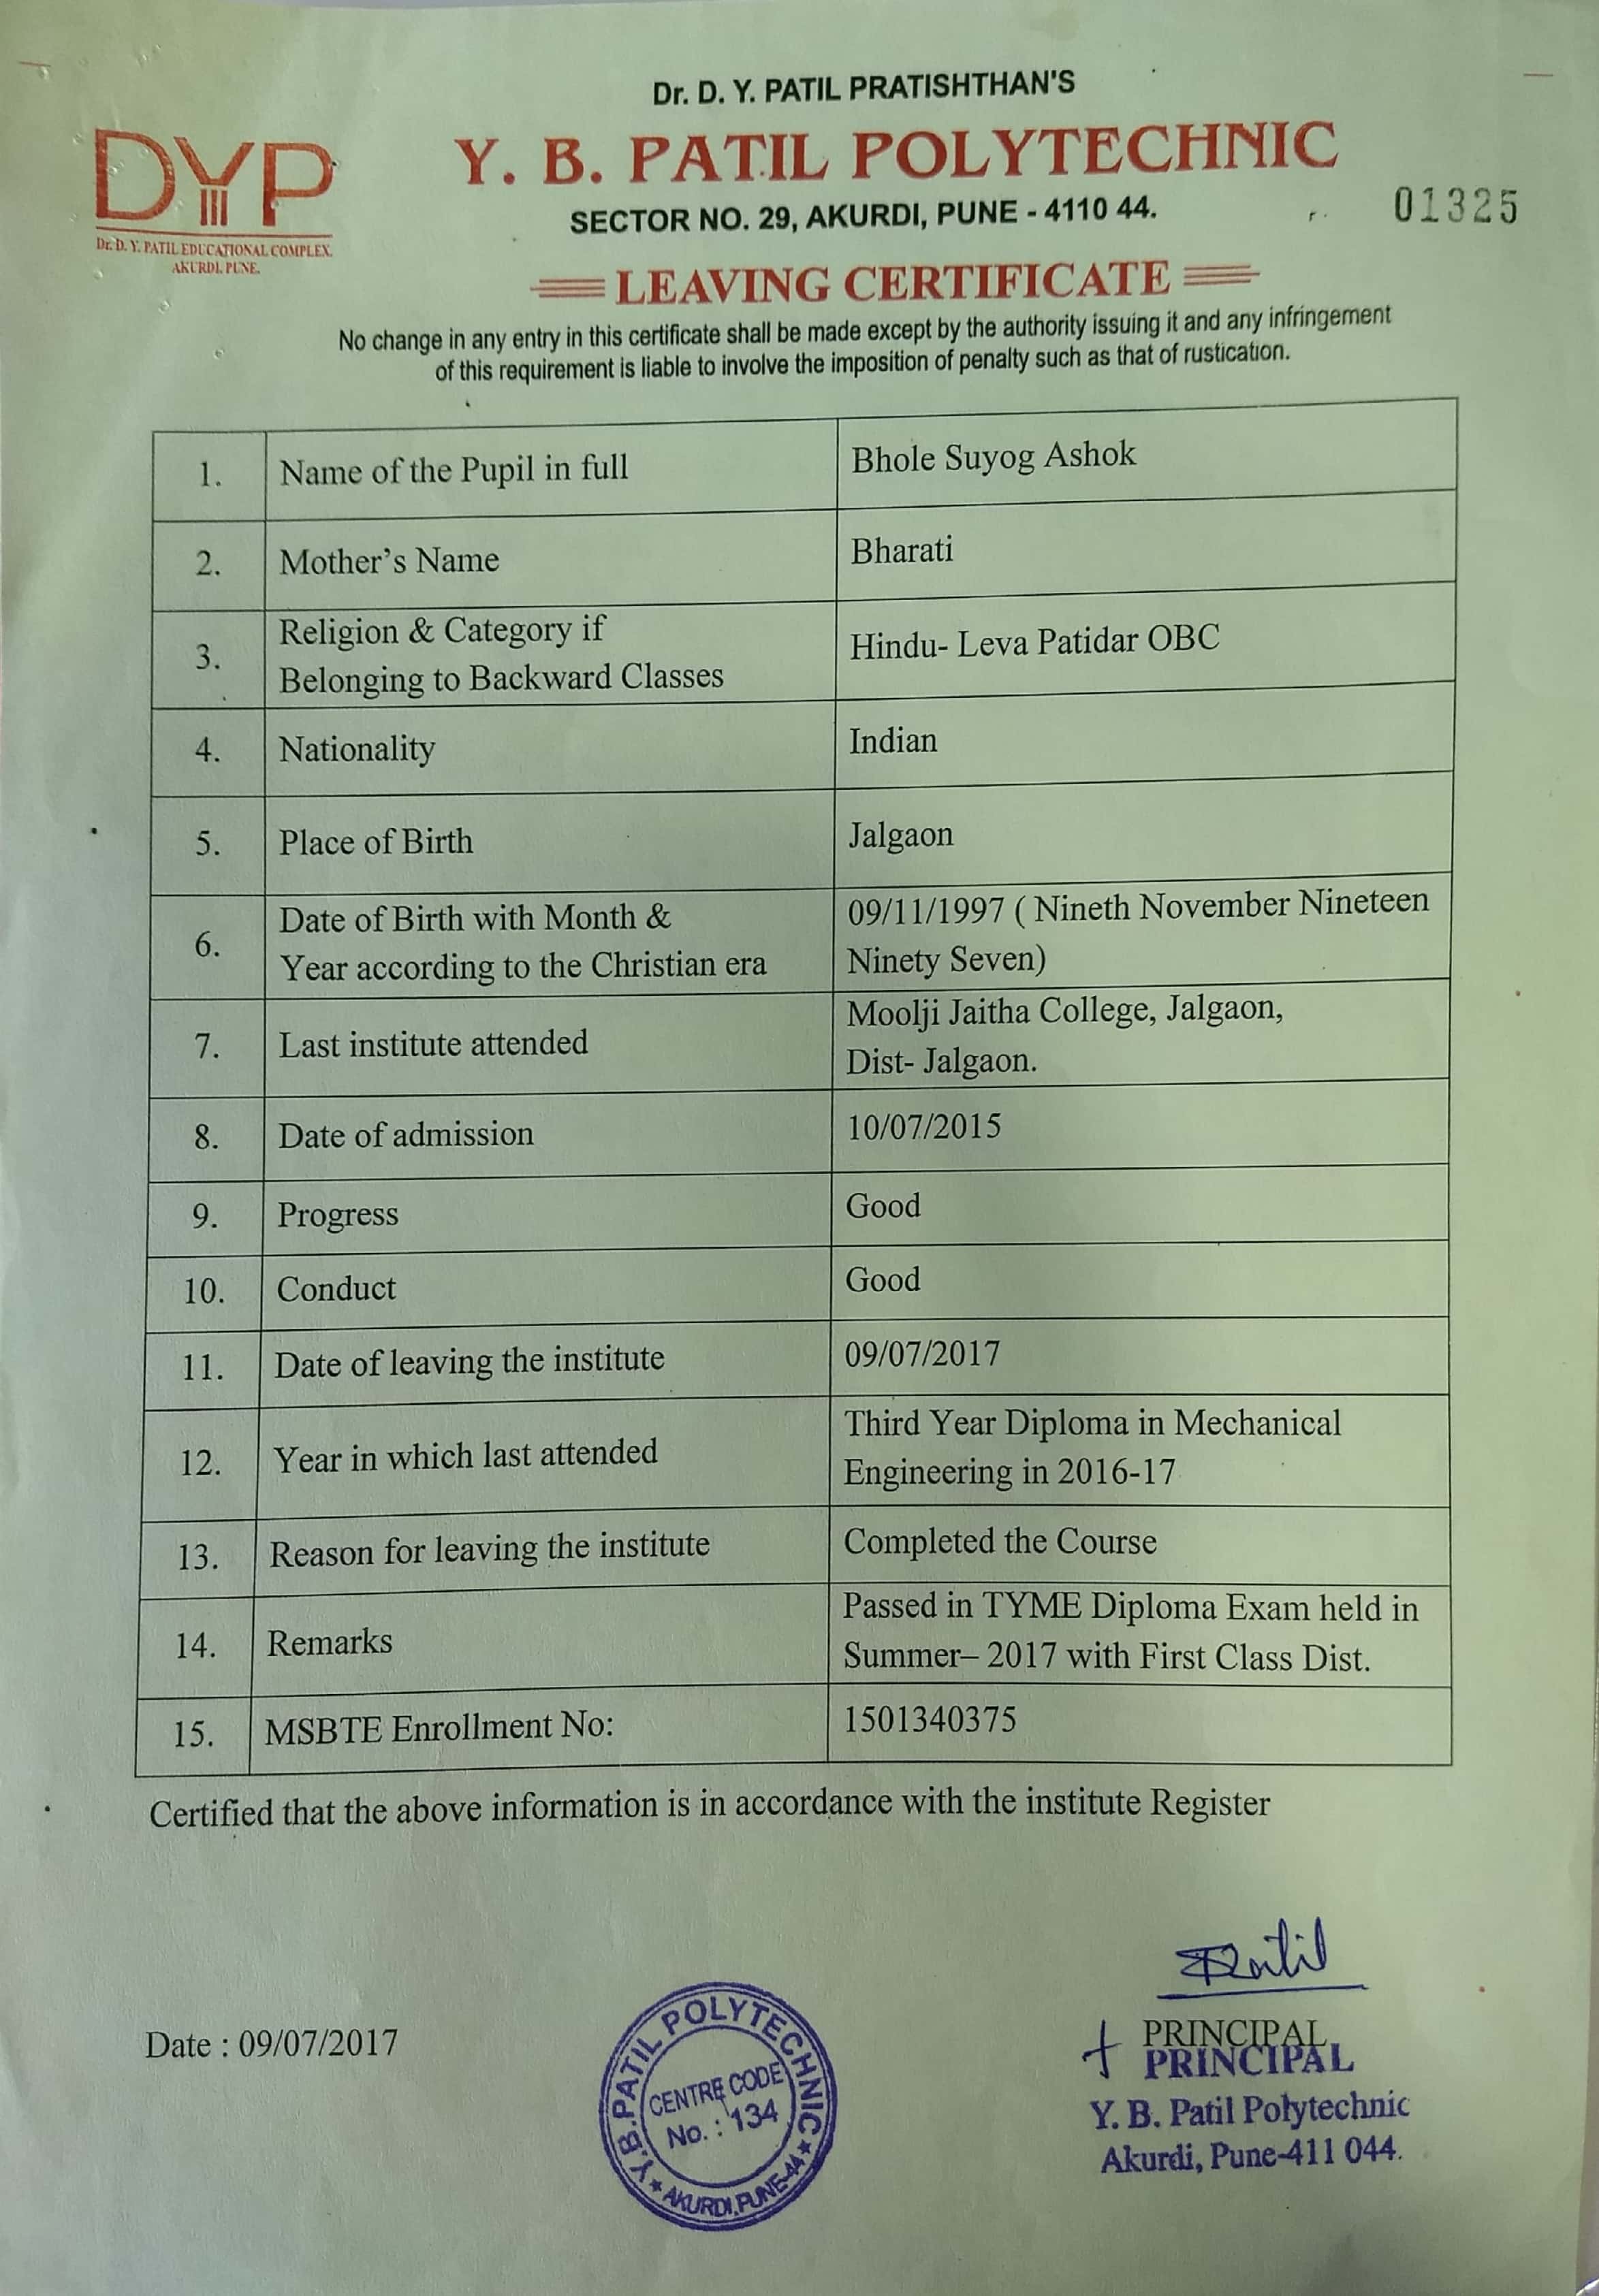 Dr. D. Y. PATIL PRATISHTHAN'S
DYP
Dr. D. Y. PATIL EDUCATIONAL COMPLEX.
AKURDI. PUNE.
Y. B. PATIL POLYTECHNIC
SECTOR NO. 29, AKURDI, PUNE - 4110 44.
01325
LEAVING CERTIFICATE
No change in any entry in this certificate shall be made except by the authority issuing it and any infringement
of this requirement is liable to involve the imposition of penalty such as that of rustication.
1. Name of the Pupil in full Bhole Suyog Ashok
2. Mother's Name Bharati
3. Religion & Category if
Belonging to Backward Classes Hindu- Leva Patidar OBC
4. Nationality Indian
5. Place of Birth Jalgaon
6. Date of Birth with Month & 09/11/1997 ( Nineth November Nineteen
Year according to the Christian era Ninety Seven)
7. Last institute attended Moolji Jaitha College, Jalgaon,
Dist- Jalgaon.
8. Date of admission 10/07/2015
9. Progress Good
10. Conduct Good
11. Date of leaving the institute 09/07/2017
12. Year in which last attended Third Year Diploma in Mechanical
Engineering in 2016-17
13. Reason for leaving the institute Completed the Course
14. Remarks Passed in TYME Diploma Exam held in
Summer– 2017 with First Class Dist.
15. MSBTE Enrollment No: 1501340375
Certified that the above information is in accordance with the institute Register
Date : 09/07/2017
Y.B.PATIL POLYTECHNIC
CENTRE CODE
No. : 134
AKURDI,PUNE-44
Patil
PRINCIPAL
PRINCIPAL
Y. B. Patil Polytechnic
Akurdi, Pune-411 044.